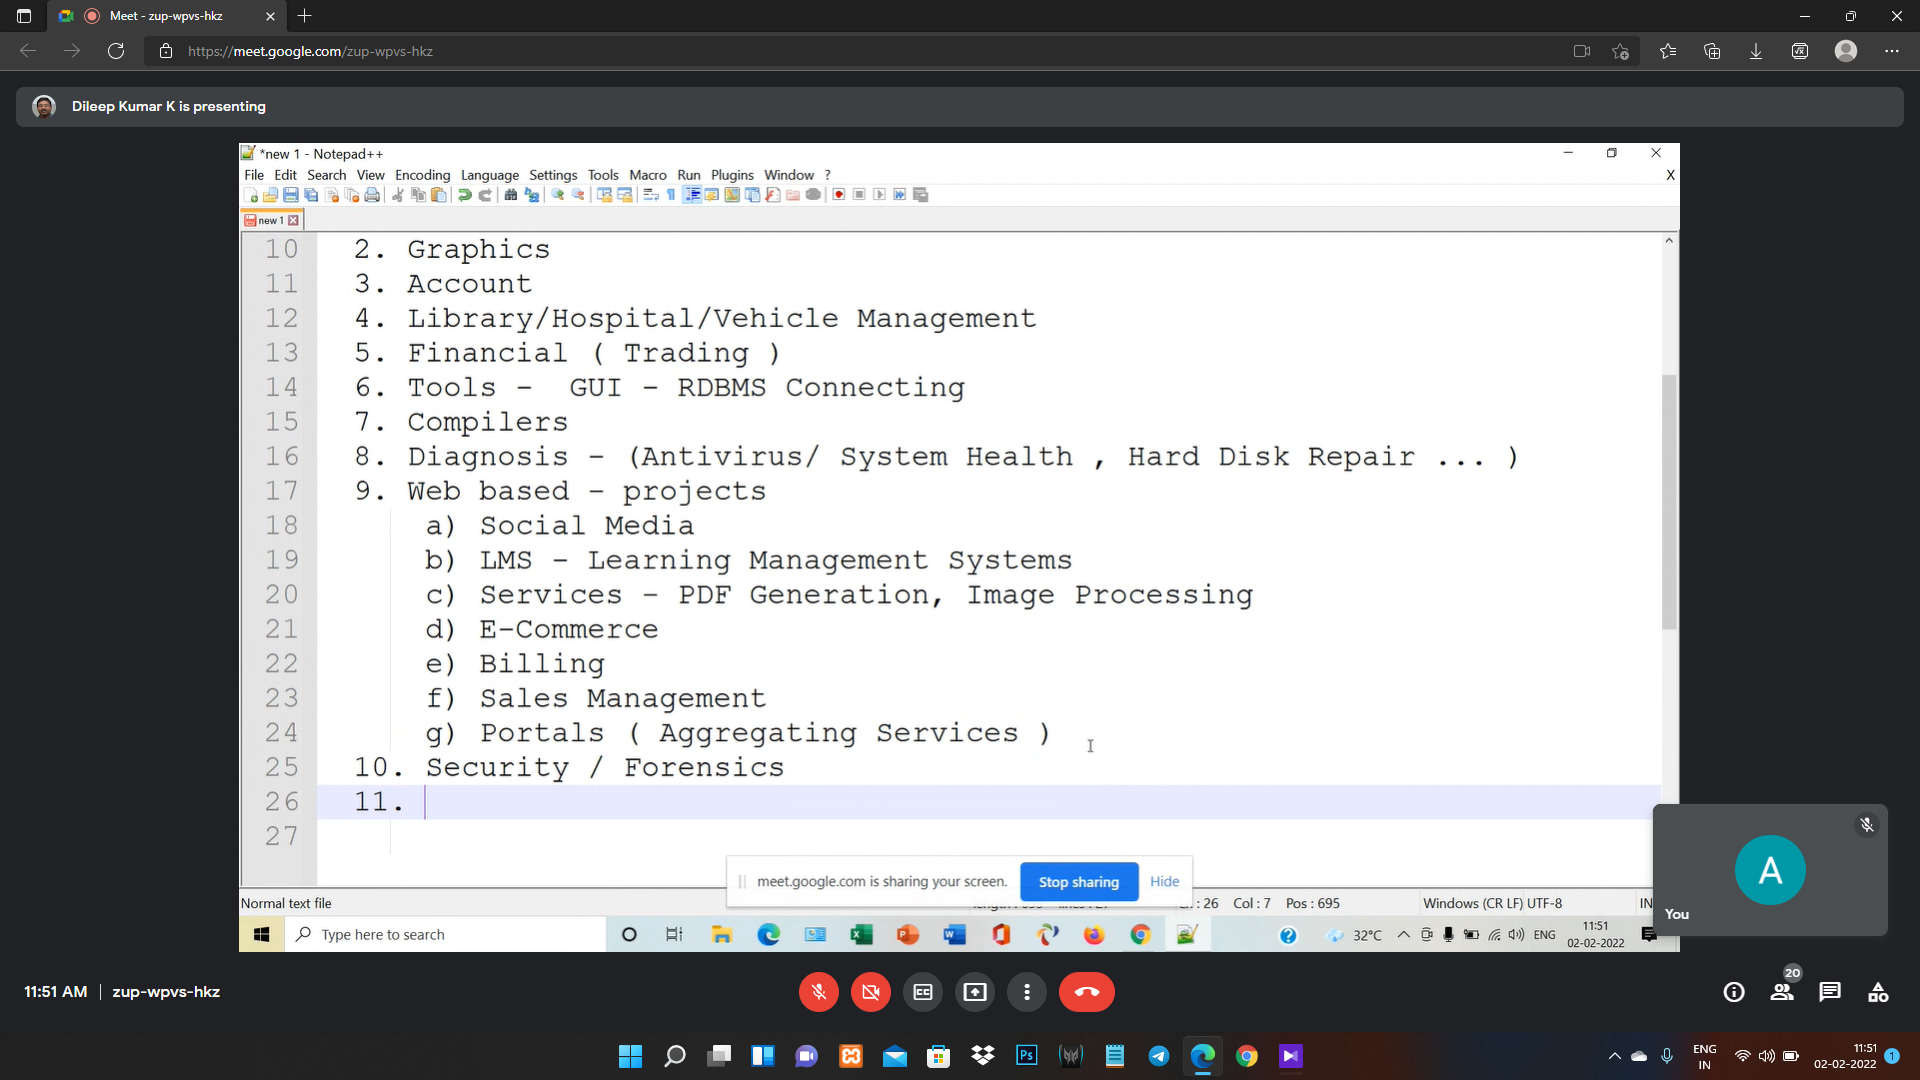 Meet - zup-wpvs-hkz
https://meet.google.com/zup-wpvs-hkz
Dileep Kumar K is presenting
*new 1 - Notepad++
File Edit Search View Encoding Language Settings Tools Macro Run Plugins Window ? X
new 1
10 2. Graphics
11 3. Account
12 4. Library/Hospital/Vehicle Management
13 5. Financial ( Trading )
14 6. Tools - GUI - RDBMS Connecting
15 7. Compilers
16 8. Diagnosis - (Antivirus/ System Health , Hard Disk Repair ... )
17 9. Web based - projects
18 a) Social Media
19 b) LMS - Learning Management Systems
20 c) Services - PDF Generation, Image Processing
21 d) E-Commerce
22 e) Billing
23 f) Sales Management
24 g) Portals ( Aggregating Services )
25 10. Security / Forensics
26 11.
27
A
You
meet.google.com is sharing your screen. Stop sharing Hide
Normal text file : 26 Col : 7 Pos : 695 Windows (CR LF) UTF-8 IN
Type here to search
32°C ENG
11:51
02-02-2022
11:51 AM | zup-wpvs-hkz
20
Ps
ENG
IN
11:51
02-02-2022
1